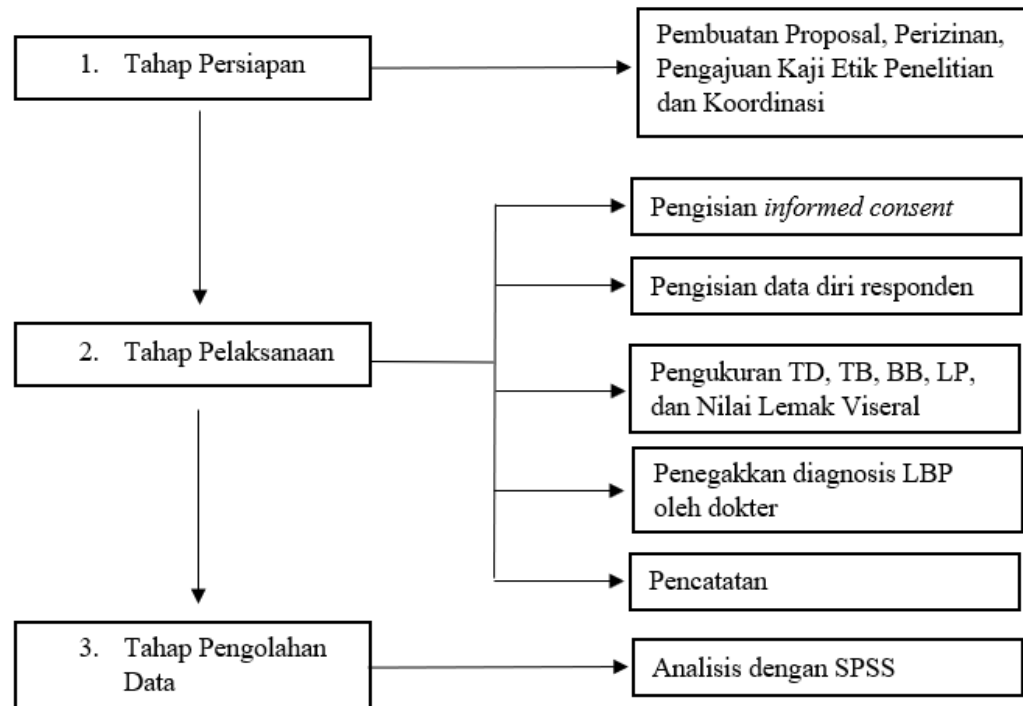 1. Tahap Persiapan
Pembuatan Proposal, Perizinan,
Pengajuan Kaji Etik Penelitian
dan Koordinasi
Pengisian informed consent
Pengisian data diri responden
2. Tahap Pelaksanaan
Pengukuran TD, TB, BB, LP,
dan Nilai Lemak Viseral
Penegakkan diagnosis LBP
oleh dokter
Pencatatan
3. Tahap Pengolahan
Data
Analisis dengan SPSS